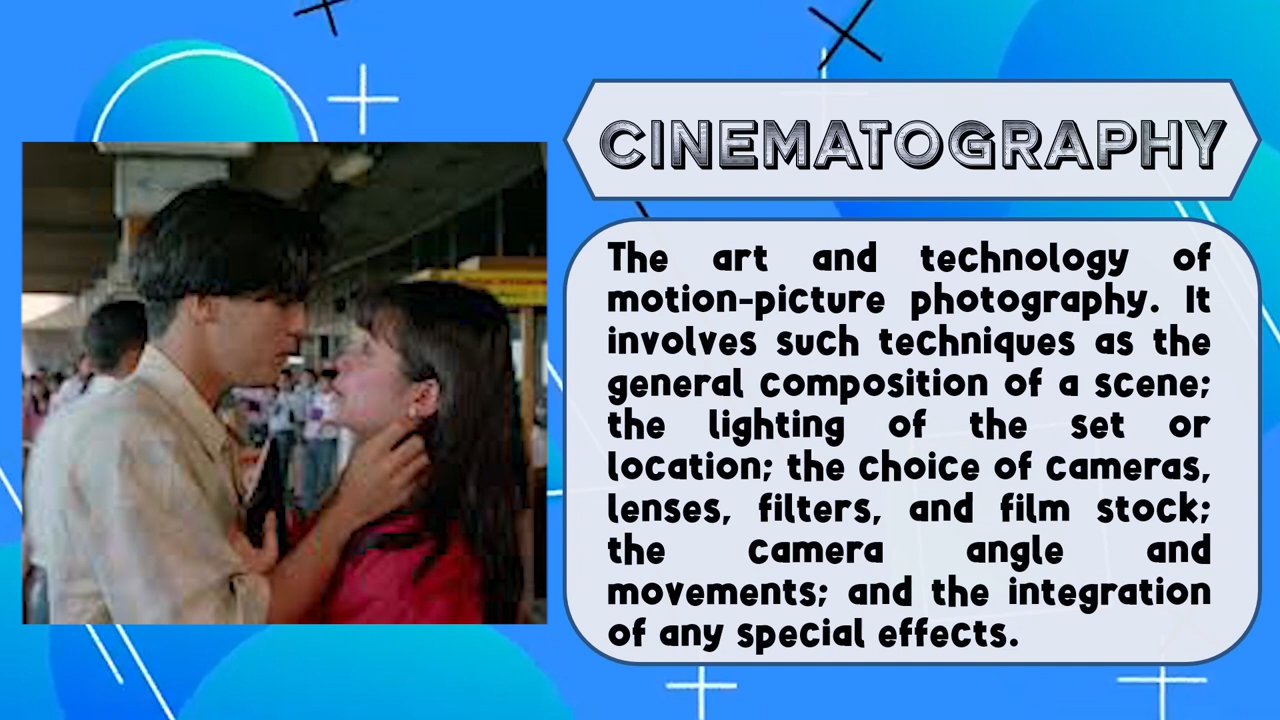 CINEMATOGRAPHY
The art and technology of
motion-picture photography. It
involves such techniques as the
general composition of a scene;
the lighting of the set or
location; the choice of cameras,
lenses, filters, and film stock;
the camera angle and
movements; and the integration
of any special effects.